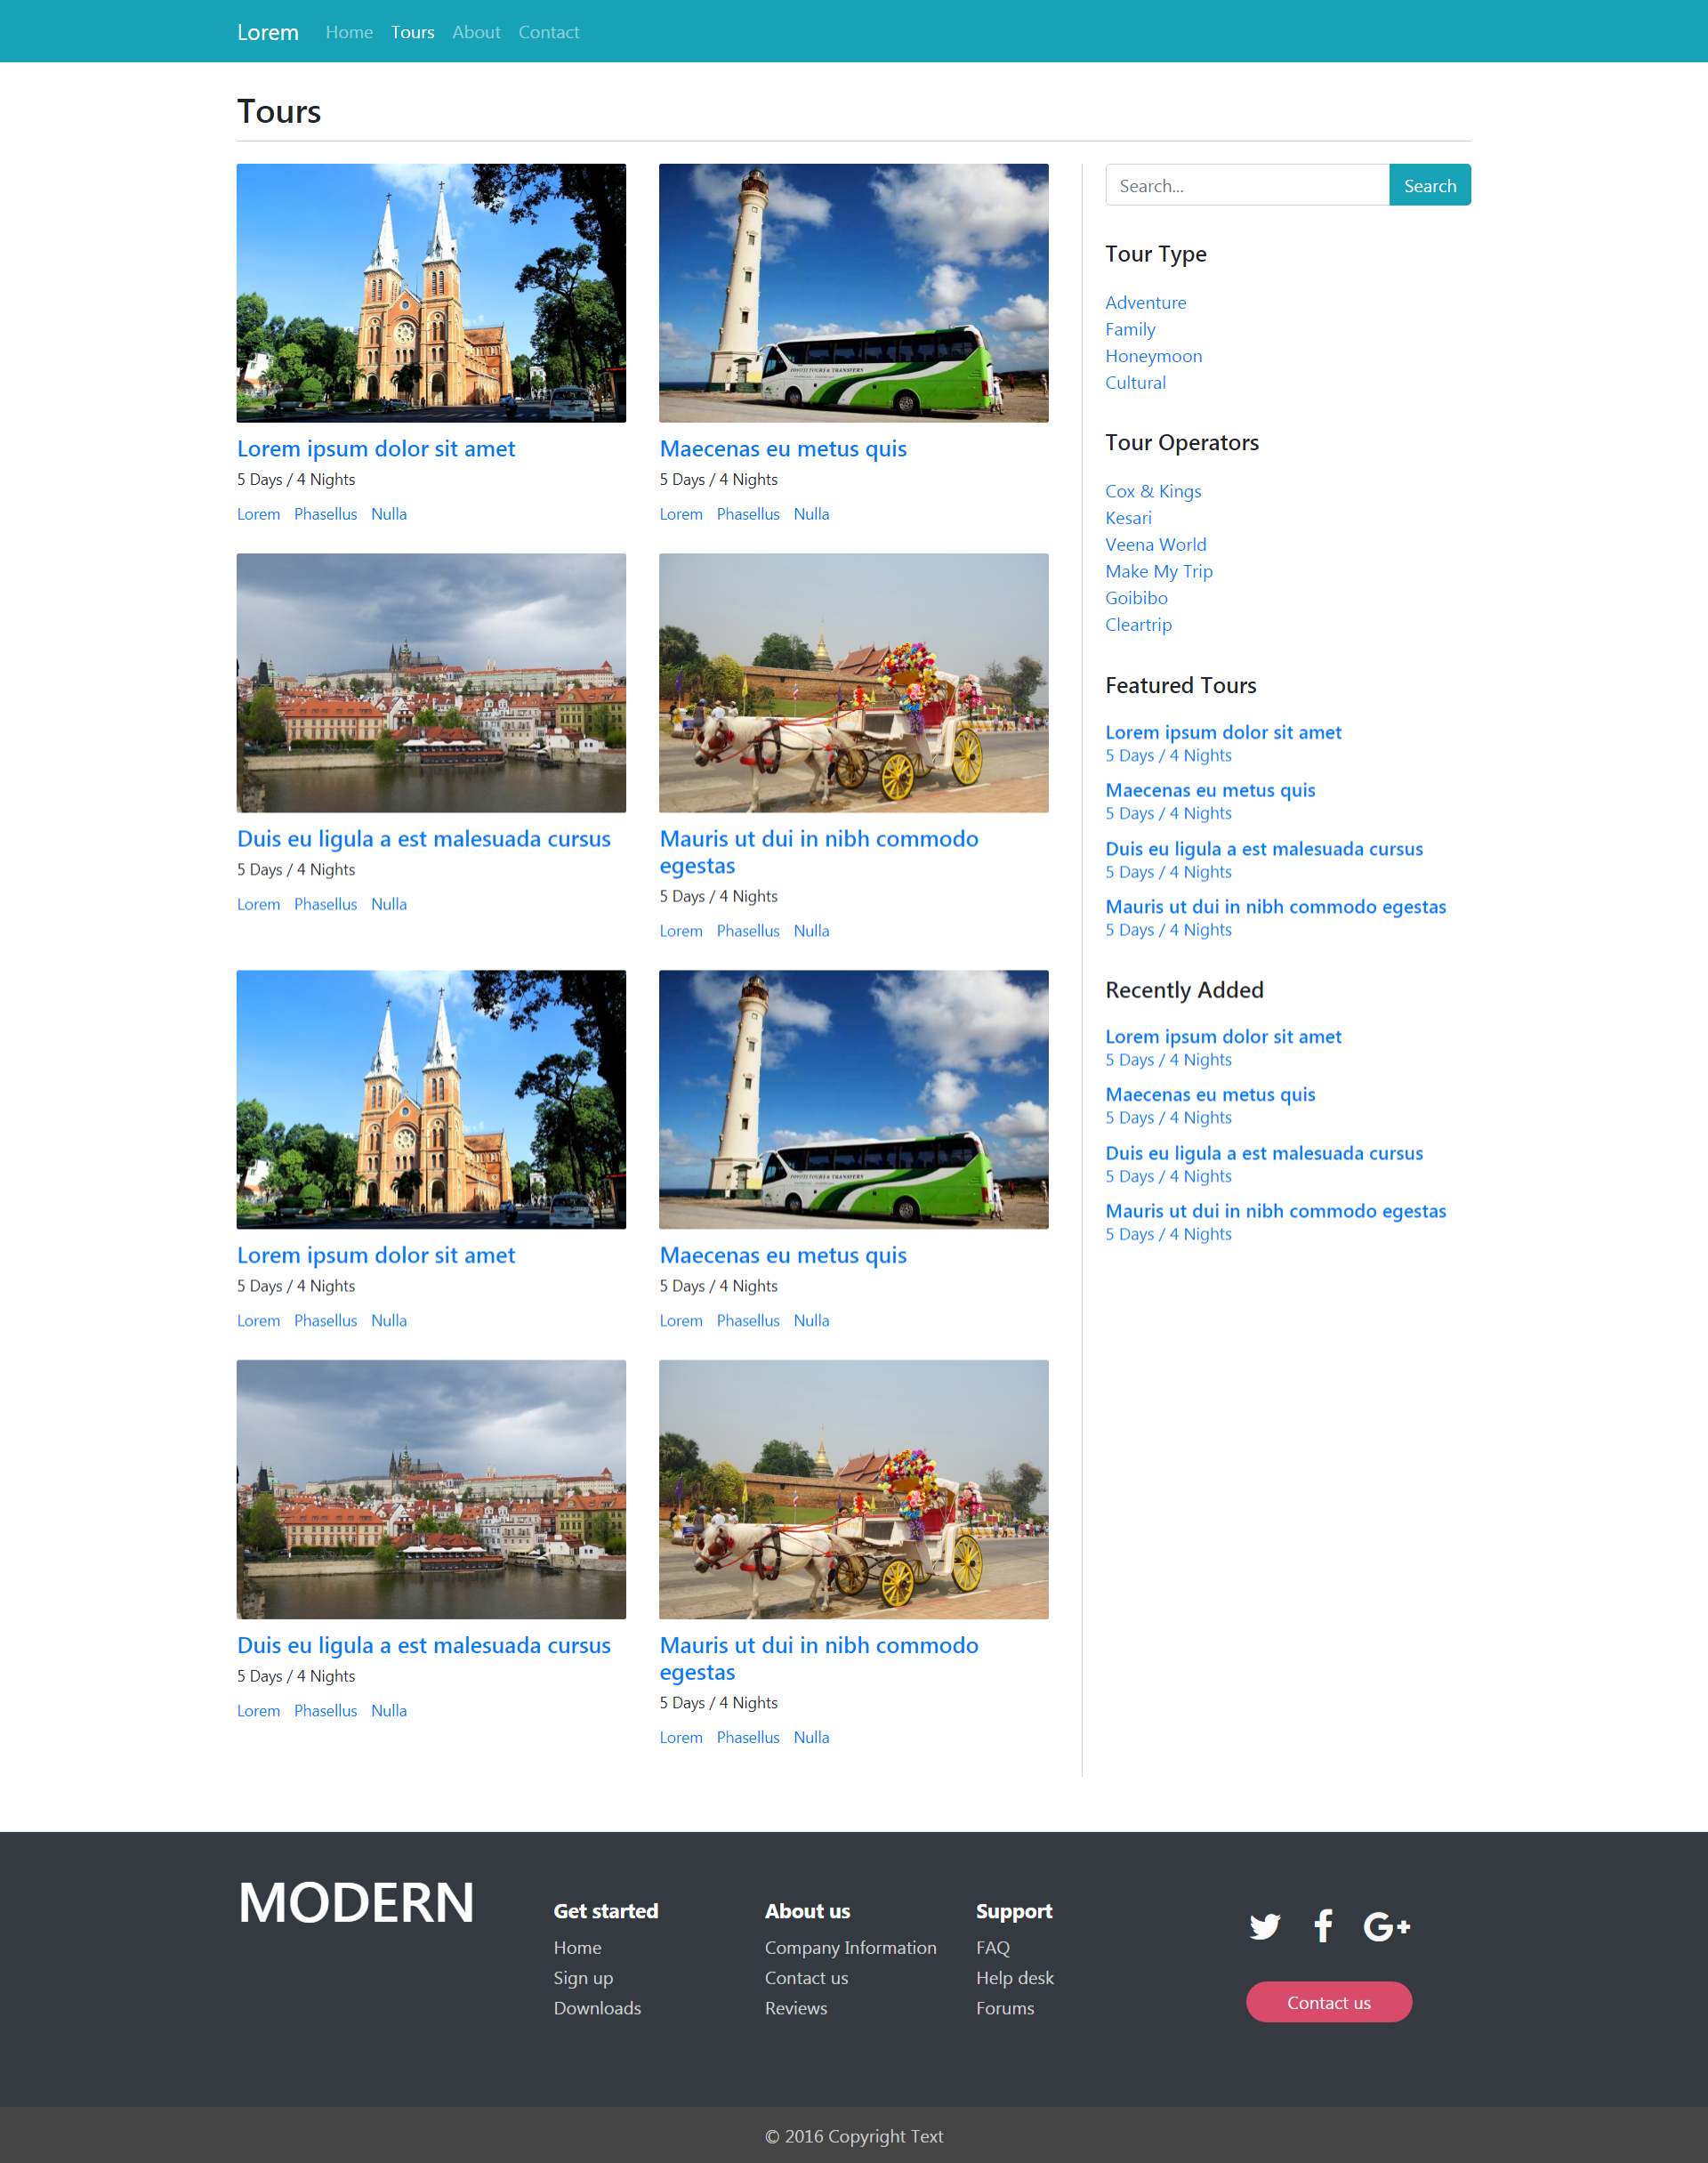 Lorem Home Tours About Contact
Tours
Lorem ipsum dolor sit amet
5 Days / 4 Nights
Lorem Phasellus Nulla
Maecenas eu metus quis
5 Days / 4 Nights
Lorem Phasellus Nulla
Duis eu ligula a est malesuada cursus
5 Days / 4 Nights
Lorem Phasellus Nulla
Mauris ut dui in nibh commodo
egestas
5 Days / 4 Nights
Lorem Phasellus Nulla
Lorem ipsum dolor sit amet
5 Days / 4 Nights
Lorem Phasellus Nulla
Maecenas eu metus quis
5 Days / 4 Nights
Lorem Phasellus Nulla
Duis eu ligula a est malesuada cursus
5 Days / 4 Nights
Lorem Phasellus Nulla
Mauris ut dui in nibh commodo
egestas
5 Days / 4 Nights
Lorem Phasellus Nulla
Search... Search
Tour Type
Adventure
Family
Honeymoon
Cultural
Tour Operators
Cox & Kings
Kesari
Veena World
Make My Trip
Goibibo
Cleartrip
Featured Tours
Lorem ipsum dolor sit amet
5 Days / 4 Nights
Maecenas eu metus quis
5 Days / 4 Nights
Duis eu ligula a est malesuada cursus
5 Days / 4 Nights
Mauris ut dui in nibh commodo egestas
5 Days / 4 Nights
Recently Added
Lorem ipsum dolor sit amet
5 Days / 4 Nights
Maecenas eu metus quis
5 Days / 4 Nights
Duis eu ligula a est malesuada cursus
5 Days / 4 Nights
Mauris ut dui in nibh commodo egestas
5 Days / 4 Nights
MODERN
Get started
Home
Sign up
Downloads
About us
Company Information
Contact us
Reviews
Support
FAQ
Help desk
Forums
Contact us
© 2016 Copyright Text